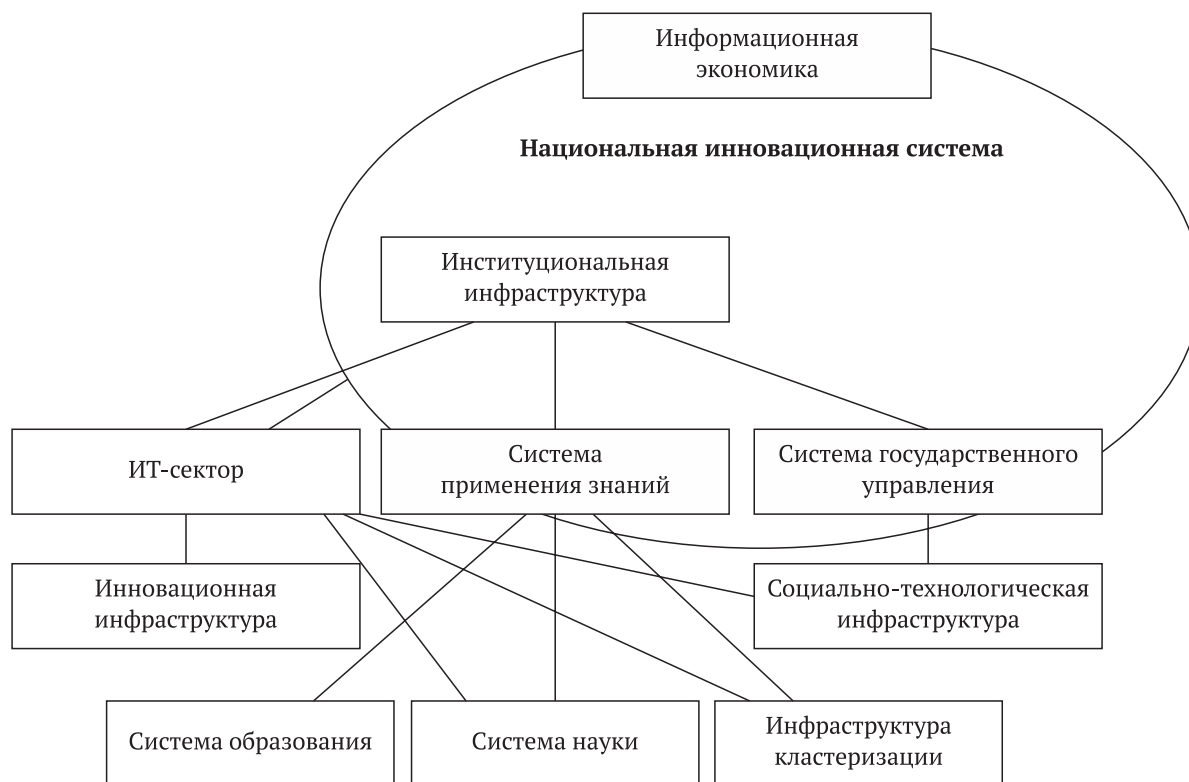 Информационная
экономика
Национальная инновационная система
Институциональная
инфраструктура
ИТ-сектор
Система
применения знаний
Система государственного
управления
Инновационная
инфраструктура
Социально-технологическая
инфраструктура
Система образования
Система науки
Инфраструктура
кластеризации